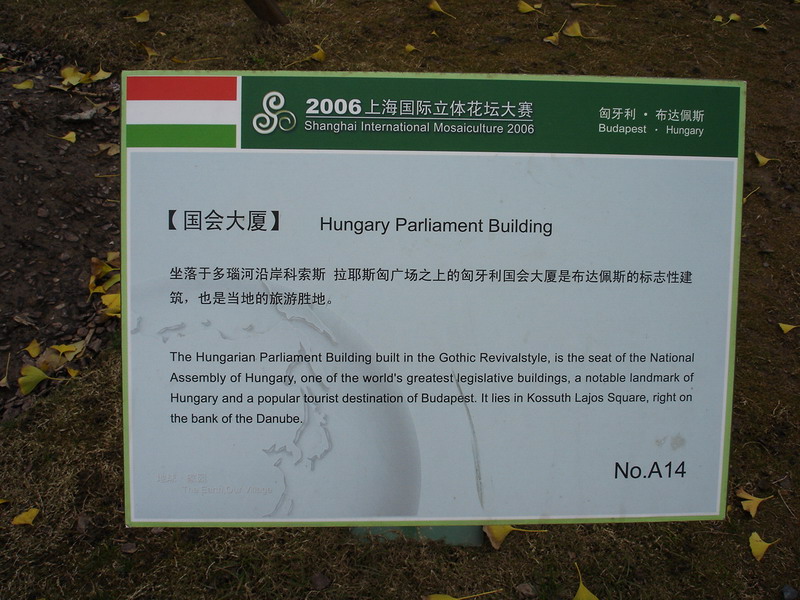 2006上海国际立体花坛大赛
Shanghai International Mosaiculture 2006
匈牙利·布达佩斯
Budapest · Hungary
【国会大厦】 Hungary Parliament Building
坐落于多瑙河沿岸科索斯 拉耶斯匈广场之上的匈牙利国会大厦是布达佩斯的标志性建
筑，也是当地的旅游胜地。
The Hungarian Parliament Building built in the Gothic Revivalstyle, is the seat of the National
Assembly of Hungary, one of the world's greatest legislative buildings, a notable landmark of
Hungary and a popular tourist destination of Budapest. It lies in Kossuth Lajos Square, right on
the bank of the Danube.
No.A14
The Earth,Our Village